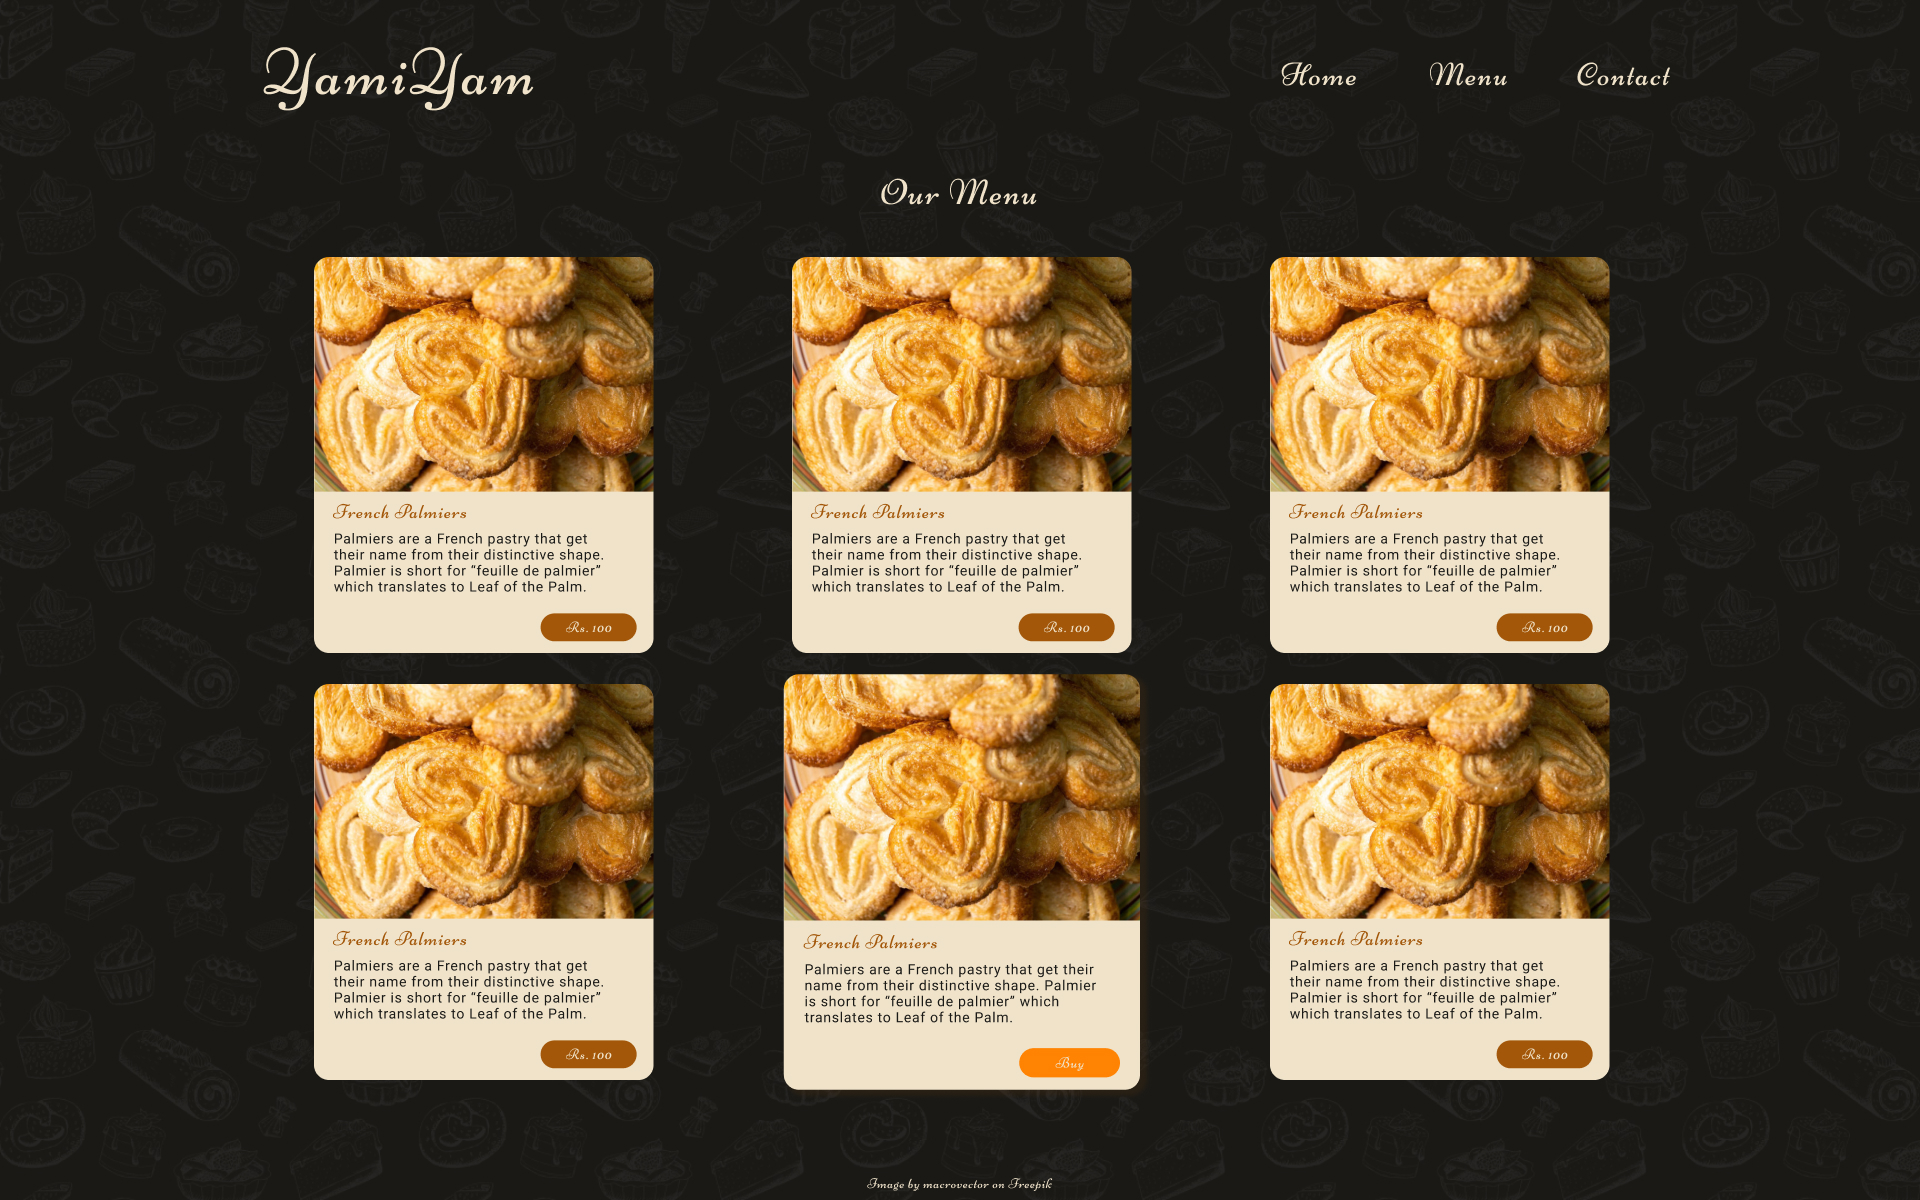 YamiYam
Home Menu Contact
Our Menu
French Palmiers
Palmiers are a French pastry that get
their name from their distinctive shape.
Palmier is short for “feuille de palmier”
which translates to Leaf of the Palm.
Rs. 100
French Palmiers
Palmiers are a French pastry that get
their name from their distinctive shape.
Palmier is short for “feuille de palmier”
which translates to Leaf of the Palm.
Rs. 100
French Palmiers
Palmiers are a French pastry that get
their name from their distinctive shape.
Palmier is short for “feuille de palmier”
which translates to Leaf of the Palm.
Rs. 100
French Palmiers
Palmiers are a French pastry that get
their name from their distinctive shape.
Palmier is short for “feuille de palmier”
which translates to Leaf of the Palm.
Rs. 100
French Palmiers
Palmiers are a French pastry that get their
name from their distinctive shape. Palmier
is short for “feuille de palmier” which
translates to Leaf of the Palm.
Buy
French Palmiers
Palmiers are a French pastry that get
their name from their distinctive shape.
Palmier is short for “feuille de palmier”
which translates to Leaf of the Palm.
Rs. 100
Image by macrovector on Freepik